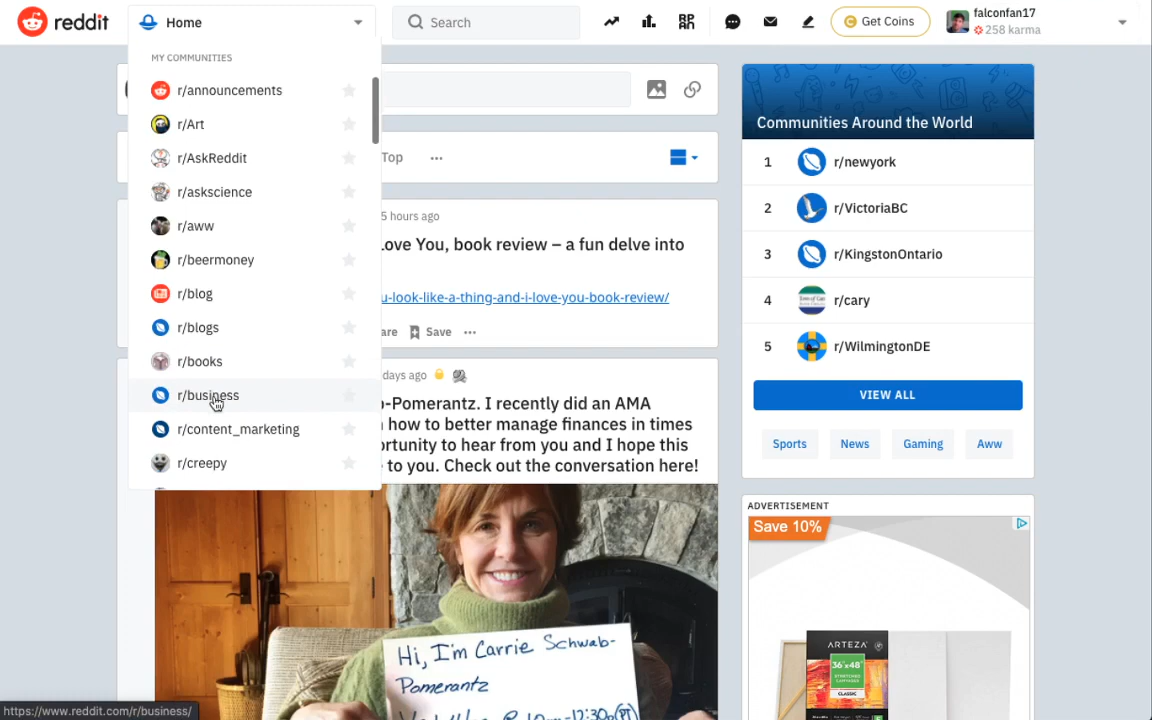 reddit
Home
Search
Get Coins
falconfan17
258 karma
MY COMMUNITIES
r/announcements
r/Art
r/AskReddit
r/askscience
r/aww
r/beermoney
r/blog
r/blogs
r/books
r/business
r/content_marketing
r/creepy
Top
5 hours ago
ove You, book review – a fun delve into
u-look-like-a-thing-and-i-love-you-book-review/
are
Save
days ago
-Pomerantz. I recently did an AMA
how to better manage finances in times
ortunity to hear from you and I hope this
to you. Check out the conversation here!
Hi, I'm Carrie Schwab-
Pomerantz
Communities Around the World
1 r/newyork
2 r/VictoriaBC
3 r/KingstonOntario
4 r/cary
5 r/WilmingtonDE
VIEW ALL
Sports
News
Gaming
Aww
ADVERTISEMENT
Save 10%
ARTEZA
36"x48"
CLASSIC
https://www.reddit.com/r/business/